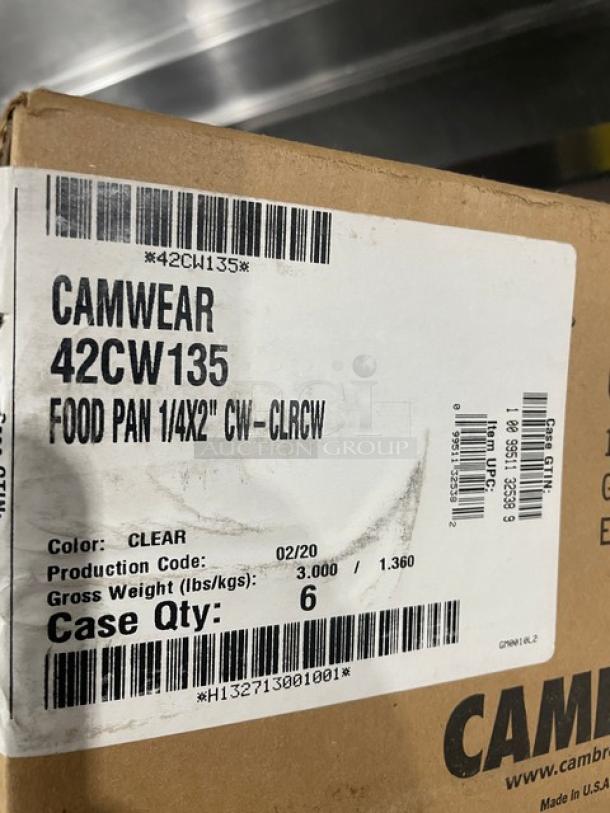 *42CW135*
CAMWEAR
42CW135
FOOD PAN 1/4X2" CW-CLRCW
AUCTION GROUP
Color: CLEAR
Production Code: 02/20
Gross Weight (lbs/kgs): 3.000 / 1.360
Case Qty: 6
*H132713001001*
Item UPC:
0 99511 32538 2
Case GTIN:
1 00 99511 32538 9
GM0010L2
CAM
www.cambr
Made in U.S.A